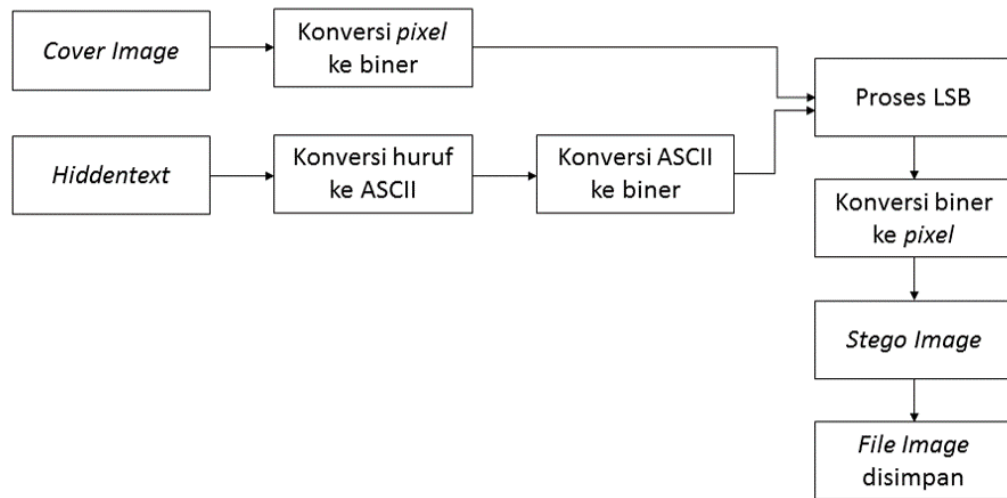 Cover Image
Konversi pixel
ke biner
Proses LSB
Hiddentext
Konversi huruf
ke ASCII
Konversi ASCII
ke biner
Konversi biner
ke pixel
Stego Image
File Image
disimpan